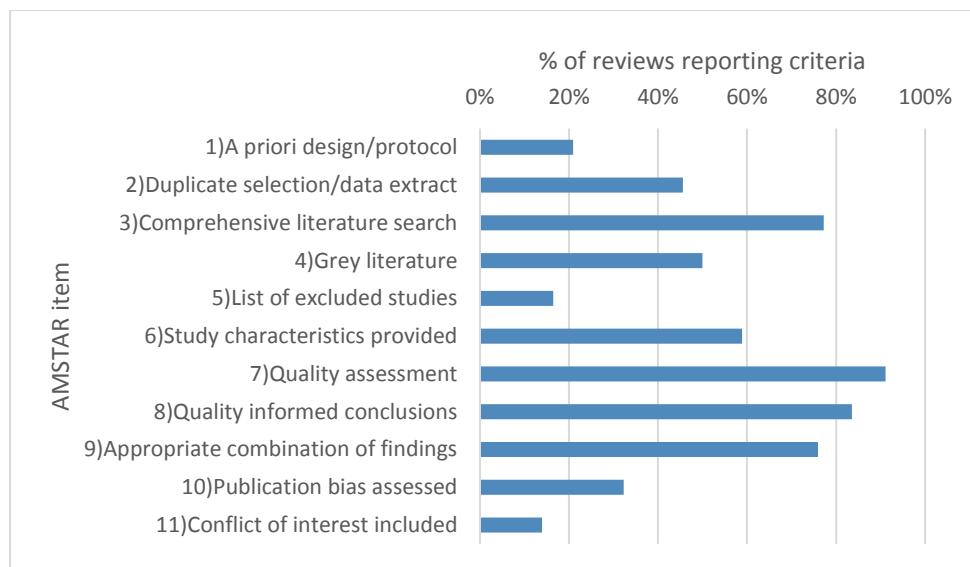 % of reviews reporting criteria
0% 20% 40% 60% 80% 100%
AMSTAR item
1)A priori design/protocol
2)Duplicate selection/data extract
3)Comprehensive literature search
4)Grey literature
5)List of excluded studies
6)Study characteristics provided
7)Quality assessment
8)Quality informed conclusions
9)Appropriate combination of findings
10)Publication bias assessed
11)Conflict of interest included